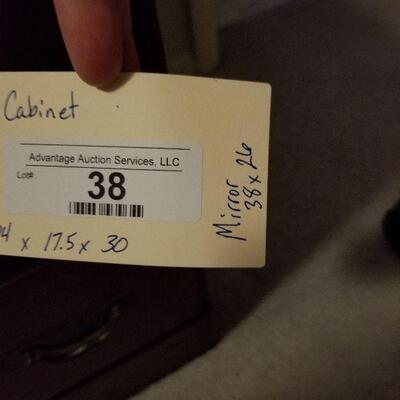 Cabinet
Advantage Auction Services, LLC
Lot#
38
x 17.5 x 30
Mirror
38 x 26